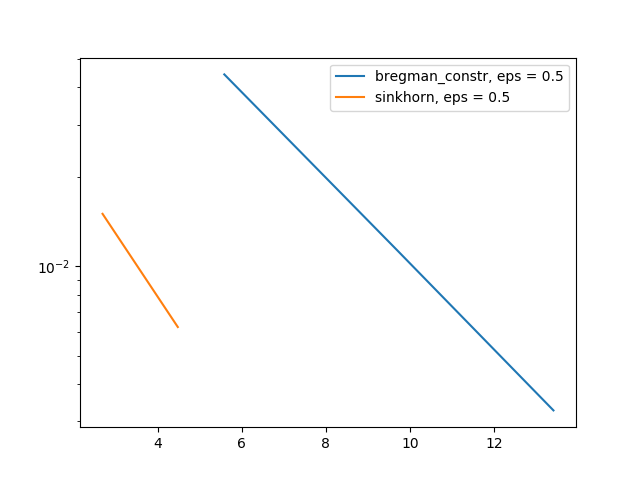 bregman_constr, eps = 0.5
sinkhorn, eps = 0.5
10⁻²
4 6 8 10 12